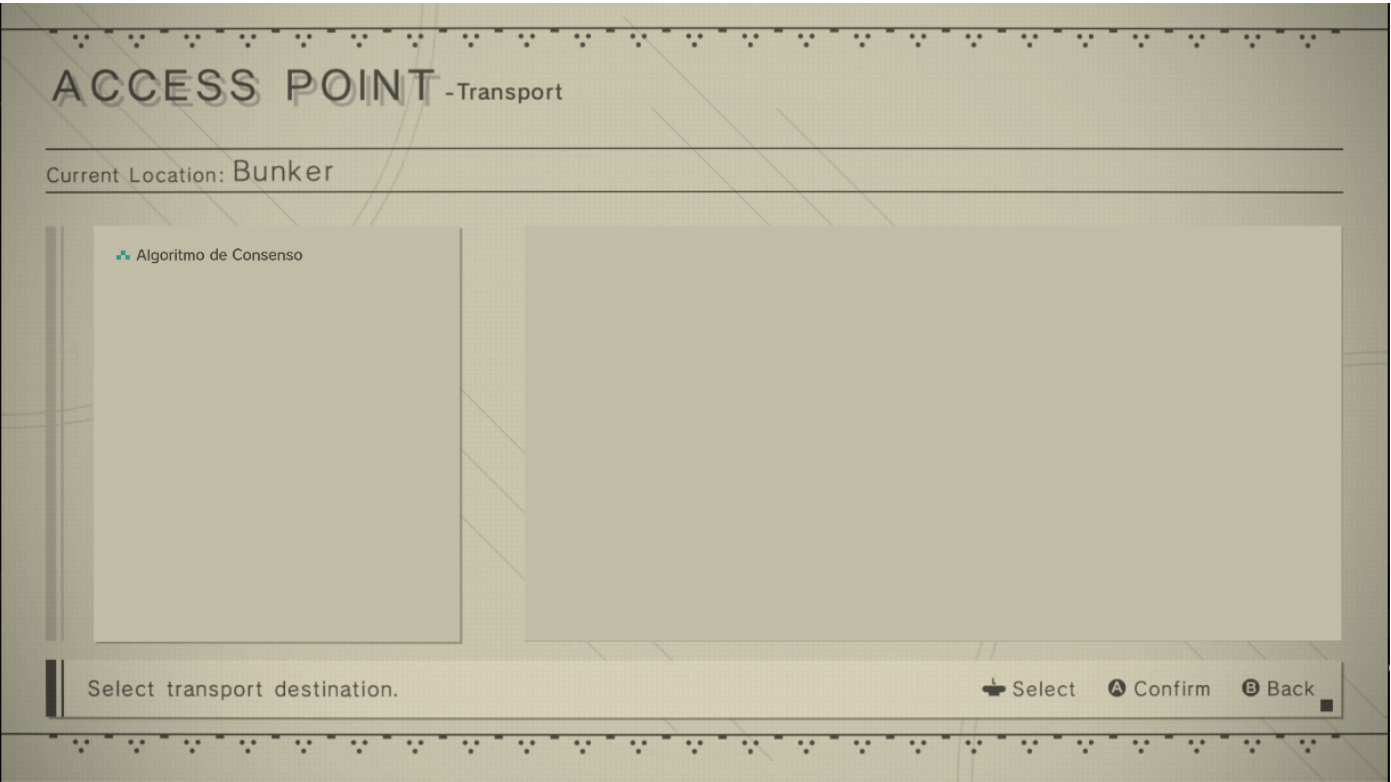 ACCESS POINT -Transport
Current Location: Bunker
Algoritmo de Consenso
Select transport destination.
Select A Confirm B Back